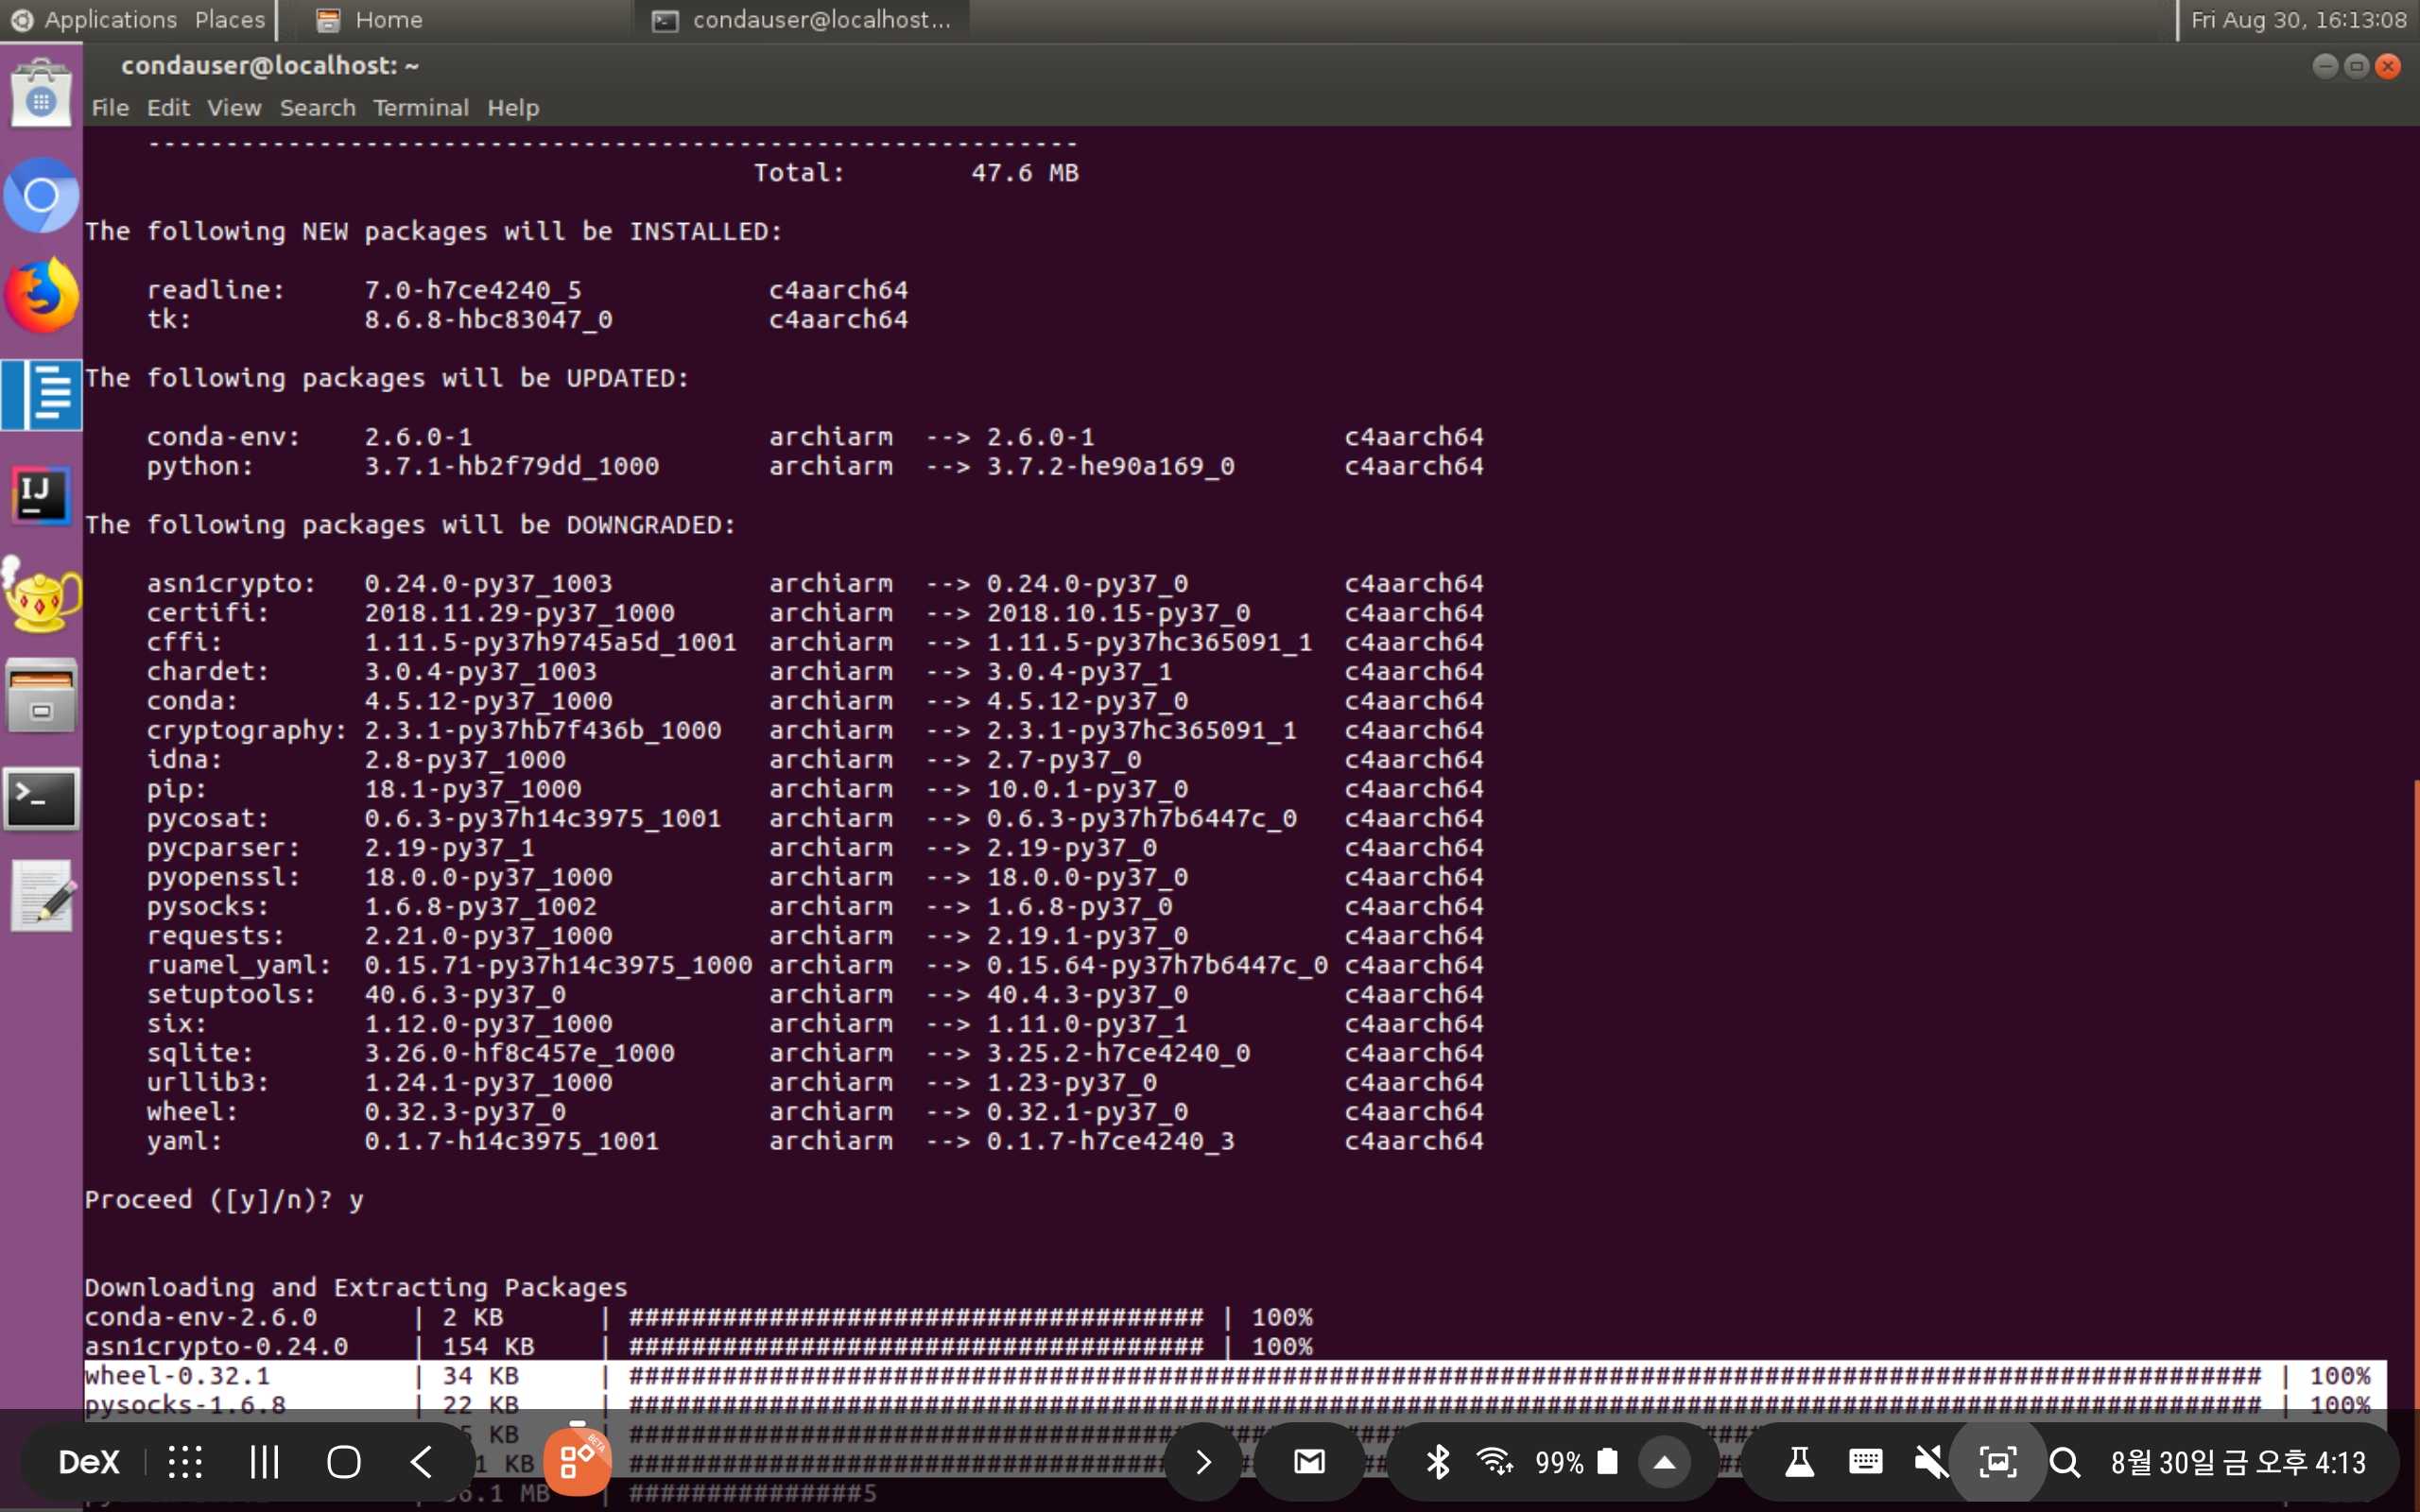 Applications Places Home condauser@localhost... Fri Aug 30, 16:13:08
condauser@localhost: ~
File Edit View Search Terminal Help
------------------------------------------------------------
Total: 47.6 MB
The following NEW packages will be INSTALLED:
readline: 7.0-h7ce4240_5 c4aarch64
tk: 8.6.8-hbc83047_0 c4aarch64
The following packages will be UPDATED:
conda-env: 2.6.0-1 archiarm --> 2.6.0-1 c4aarch64
python: 3.7.1-hb2f79dd_1000 archiarm --> 3.7.2-he90a169_0 c4aarch64
The following packages will be DOWNGRADED:
asn1crypto: 0.24.0-py37_1003 archiarm --> 0.24.0-py37_0 c4aarch64
certifi: 2018.11.29-py37_1000 archiarm --> 2018.10.15-py37_0 c4aarch64
cffi: 1.11.5-py37h9745a5d_1001 archiarm --> 1.11.5-py37hc365091_1 c4aarch64
chardet: 3.0.4-py37_1003 archiarm --> 3.0.4-py37_1 c4aarch64
conda: 4.5.12-py37_1000 archiarm --> 4.5.12-py37_0 c4aarch64
cryptography: 2.3.1-py37hb7f436b_1000 archiarm --> 2.3.1-py37hc365091_1 c4aarch64
idna: 2.8-py37_1000 archiarm --> 2.7-py37_0 c4aarch64
pip: 18.1-py37_1000 archiarm --> 10.0.1-py37_0 c4aarch64
pycosat: 0.6.3-py37h14c3975_1001 archiarm --> 0.6.3-py37h7b6447c_0 c4aarch64
pycparser: 2.19-py37_1 archiarm --> 2.19-py37_0 c4aarch64
pyopenssl: 18.0.0-py37_1000 archiarm --> 18.0.0-py37_0 c4aarch64
pysocks: 1.6.8-py37_1002 archiarm --> 1.6.8-py37_0 c4aarch64
requests: 2.21.0-py37_1000 archiarm --> 2.19.1-py37_0 c4aarch64
ruamel_yaml: 0.15.71-py37h14c3975_1000 archiarm --> 0.15.64-py37h7b6447c_0 c4aarch64
setuptools: 40.6.3-py37_0 archiarm --> 40.4.3-py37_0 c4aarch64
six: 1.12.0-py37_1000 archiarm --> 1.11.0-py37_1 c4aarch64
sqlite: 3.26.0-hf8c457e_1000 archiarm --> 3.25.2-h7ce4240_0 c4aarch64
urllib3: 1.24.1-py37_1000 archiarm --> 1.23-py37_0 c4aarch64
wheel: 0.32.3-py37_0 archiarm --> 0.32.1-py37_0 c4aarch64
yaml: 0.1.7-h14c3975_1001 archiarm --> 0.1.7-h7ce4240_3 c4aarch64
Proceed ([y]/n)? y
Downloading and Extracting Packages
conda-env-2.6.0 | 2 KB | ##################################### | 100%
asn1crypto-0.24.0 | 154 KB | ##################################### | 100%
wheel-0.32.1 | 34 KB | ######################################################################################################### | 100%
pysocks-1.6.8 | 22 KB | ######################################################################################################### | 100%
KB
KB
MB | ###############5
DeX BETA 99% 8월 30일 금 오후 4:13